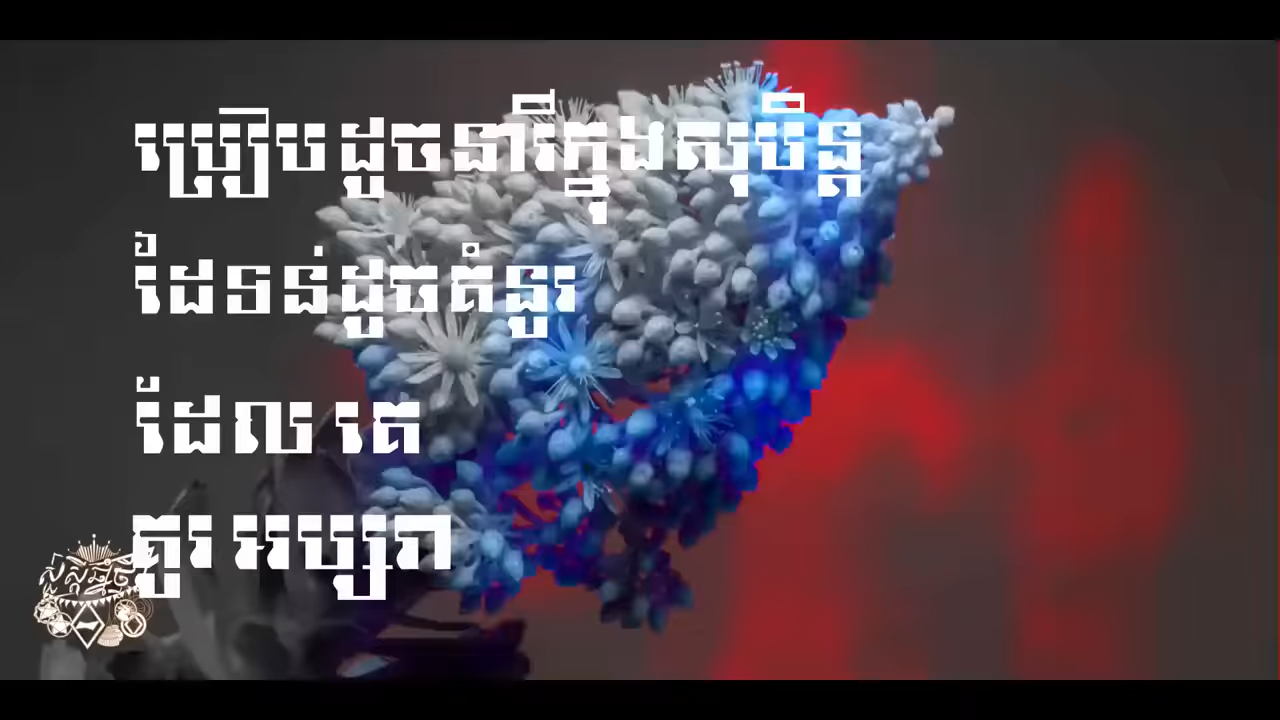 ប្រៀបដូចនារីក្នុងសុបិន្ត
ដៃទន់ដូចគំនូរ
ដែល គេ
គូរ អប្សរា